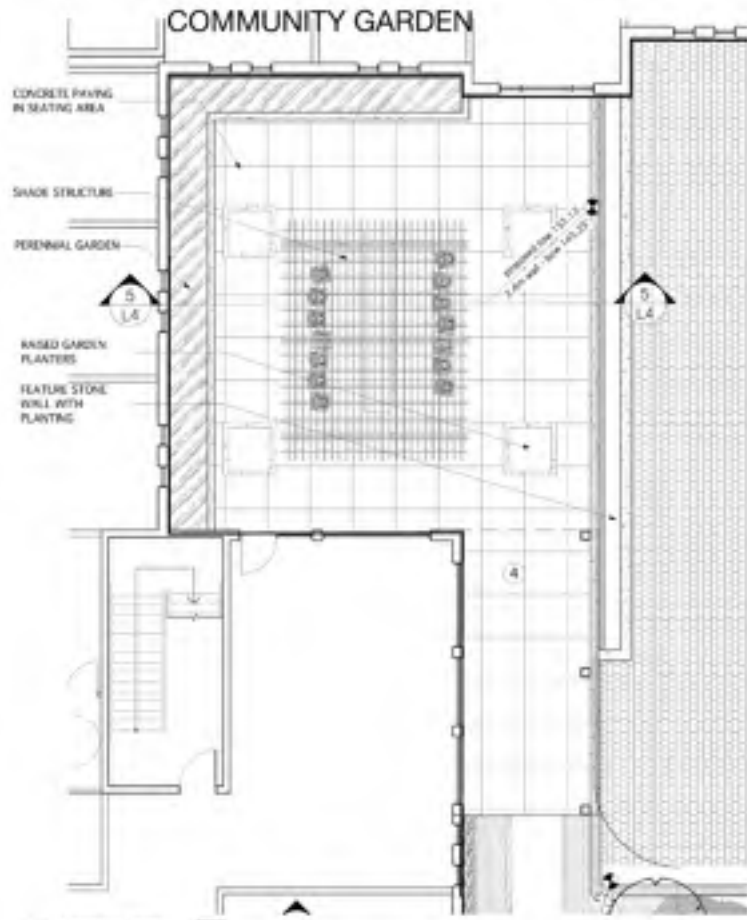 COMMUNITY GARDEN
CONCRETE PAVING
IN SEATING AREA
SHADE STRUCTURE
PERENNIAL GARDEN
5
L4
5
L4
RAISED GARDEN
PLANTERS
FEATURE STONE
WALL WITH
PLANTING
4